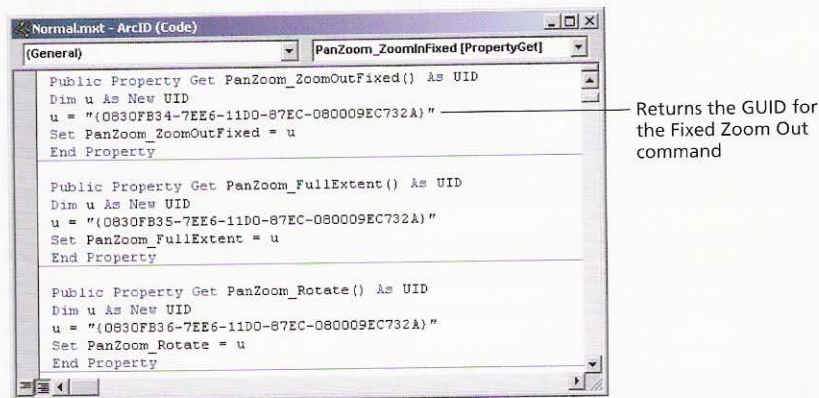 Normal.mxt - ArcID (Code)
(General)
PanZoom_ZoomInFixed [PropertyGet]
Public Property Get PanZoom_ZoomOutFixed() As UID
Dim u As New UID
u = "{0830FB34-7EE6-11D0-87EC-080009EC732A}"
Set PanZoom_ZoomOutFixed = u
End Property
Public Property Get PanZoom_FullExtent() As UID
Dim u As New UID
u = "{0830FB35-7EE6-11D0-87EC-080009EC732A}"
Set PanZoom_FullExtent = u
End Property
Public Property Get PanZoom_Rotate() As UID
Dim u As New UID
u = "{0830FB36-7EE6-11D0-87EC-080009EC732A}"
Set PanZoom_Rotate = u
End Property
Returns the GUID for
the Fixed Zoom Out
command